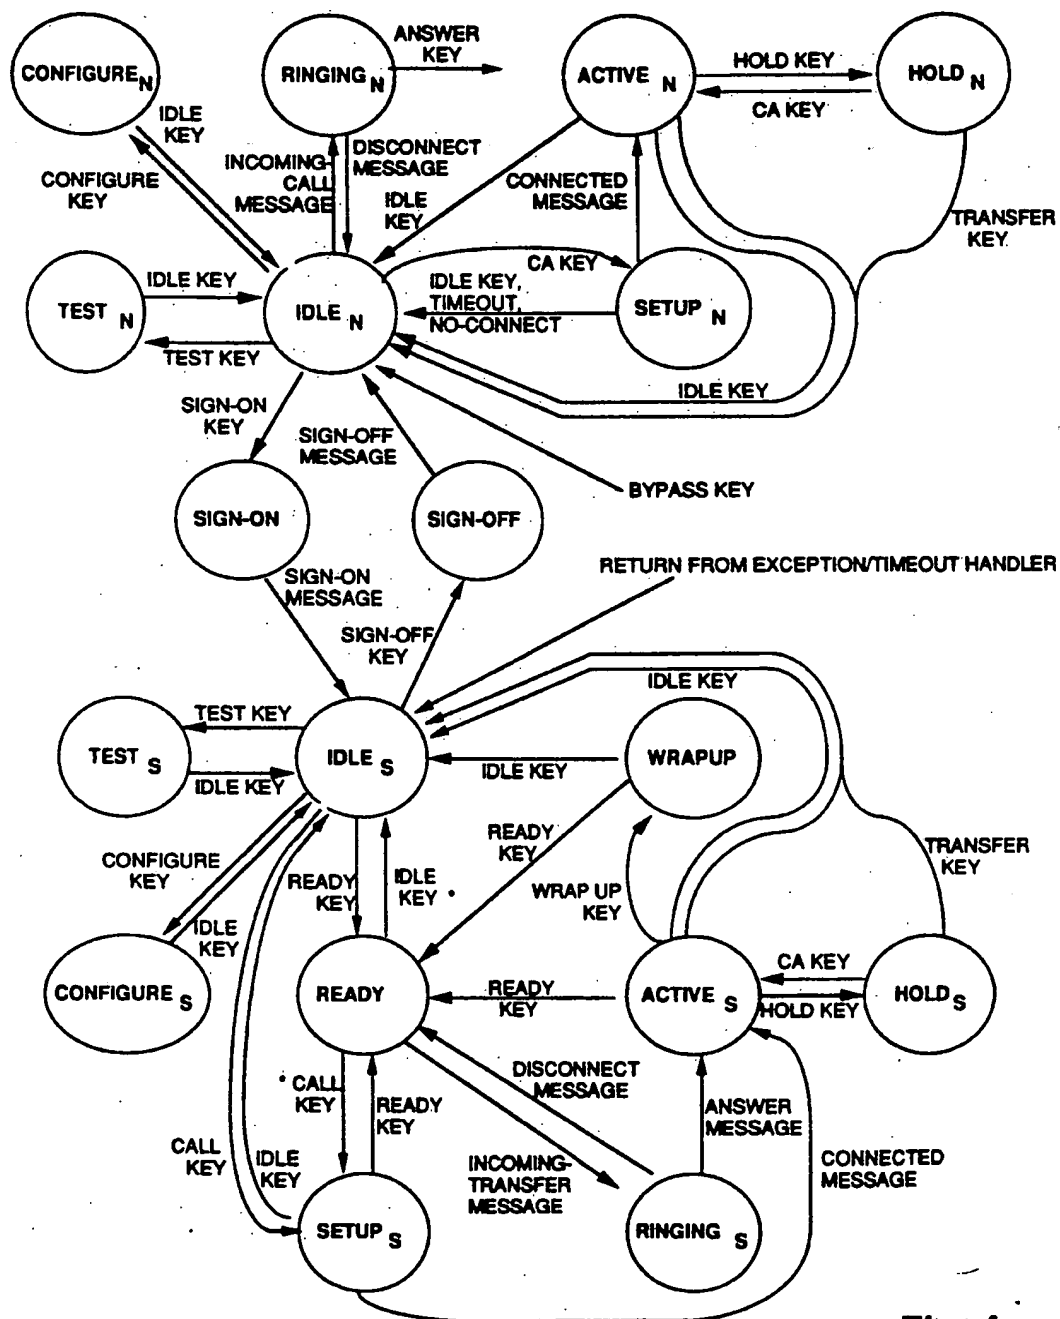 CONFIGURE N
RINGING N
ANSWER
KEY
ACTIVE N
HOLD KEY
CA KEY
HOLD N
IDLE
KEY
CONFIGURE
KEY
INCOMING-
CALL
MESSAGE
DISCONNECT
MESSAGE
IDLE
KEY
CONNECTED
MESSAGE
TRANSFER
KEY
CA KEY
TEST N
IDLE KEY
TEST KEY
IDLE N
IDLE KEY,
TIMEOUT,
NO-CONNECT
SETUP N
IDLE KEY
SIGN-ON
KEY
SIGN-OFF
MESSAGE
BYPASS KEY
SIGN-ON
SIGN-OFF
RETURN FROM EXCEPTION/TIMEOUT HANDLER
SIGN-ON
MESSAGE
SIGN-OFF
KEY
IDLE KEY
TEST S
TEST KEY
IDLE KEY
IDLE S
IDLE KEY
WRAPUP
CONFIGURE
KEY
IDLE
KEY
READY
KEY
IDLE
KEY
READY
KEY
WRAP UP
KEY
TRANSFER
KEY
CONFIGURE S
READY
READY
KEY
ACTIVE S
CA KEY
HOLD KEY
HOLD S
CALL
KEY
READY
KEY
DISCONNECT
MESSAGE
ANSWER
MESSAGE
CALL
KEY
IDLE
KEY
INCOMING-
TRANSFER
MESSAGE
CONNECTED
MESSAGE
SETUP S
RINGING S